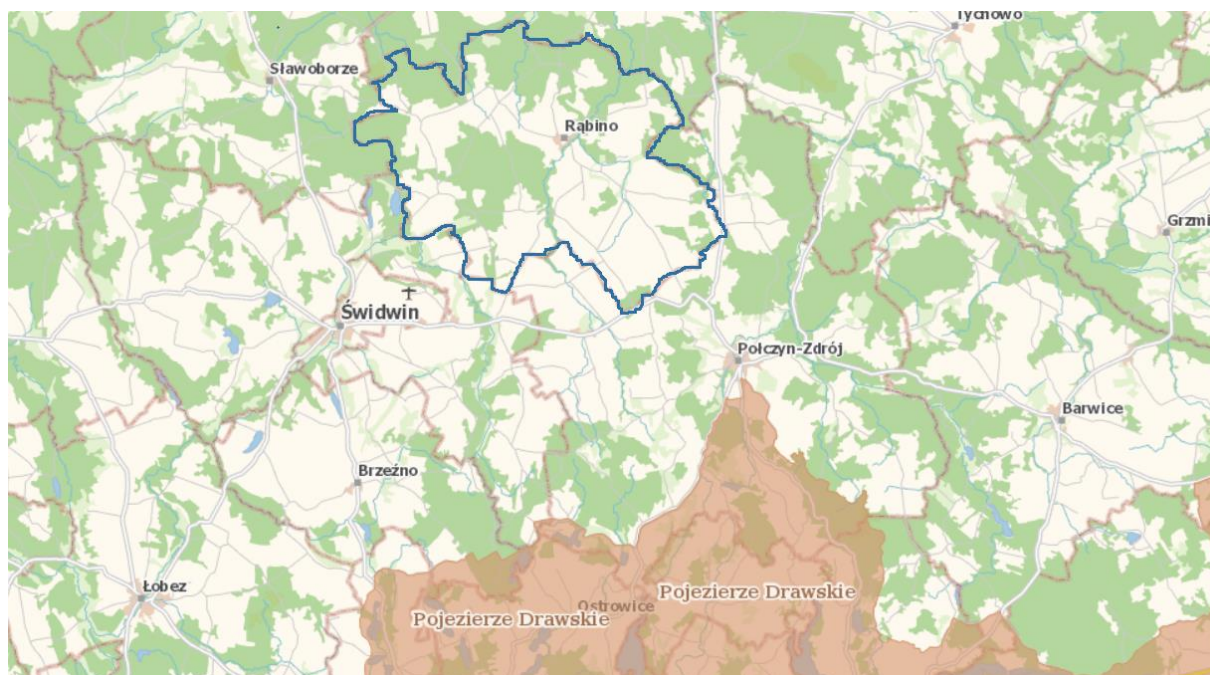 Tychowo
Sławoborze
Rąbino
Grzmi
Świdwin
Połczyn-Zdrój
Barwice
Brzeźno
Łobez
Pojezierze Drawskie
Ostrowice
Pojezierze Drawskie